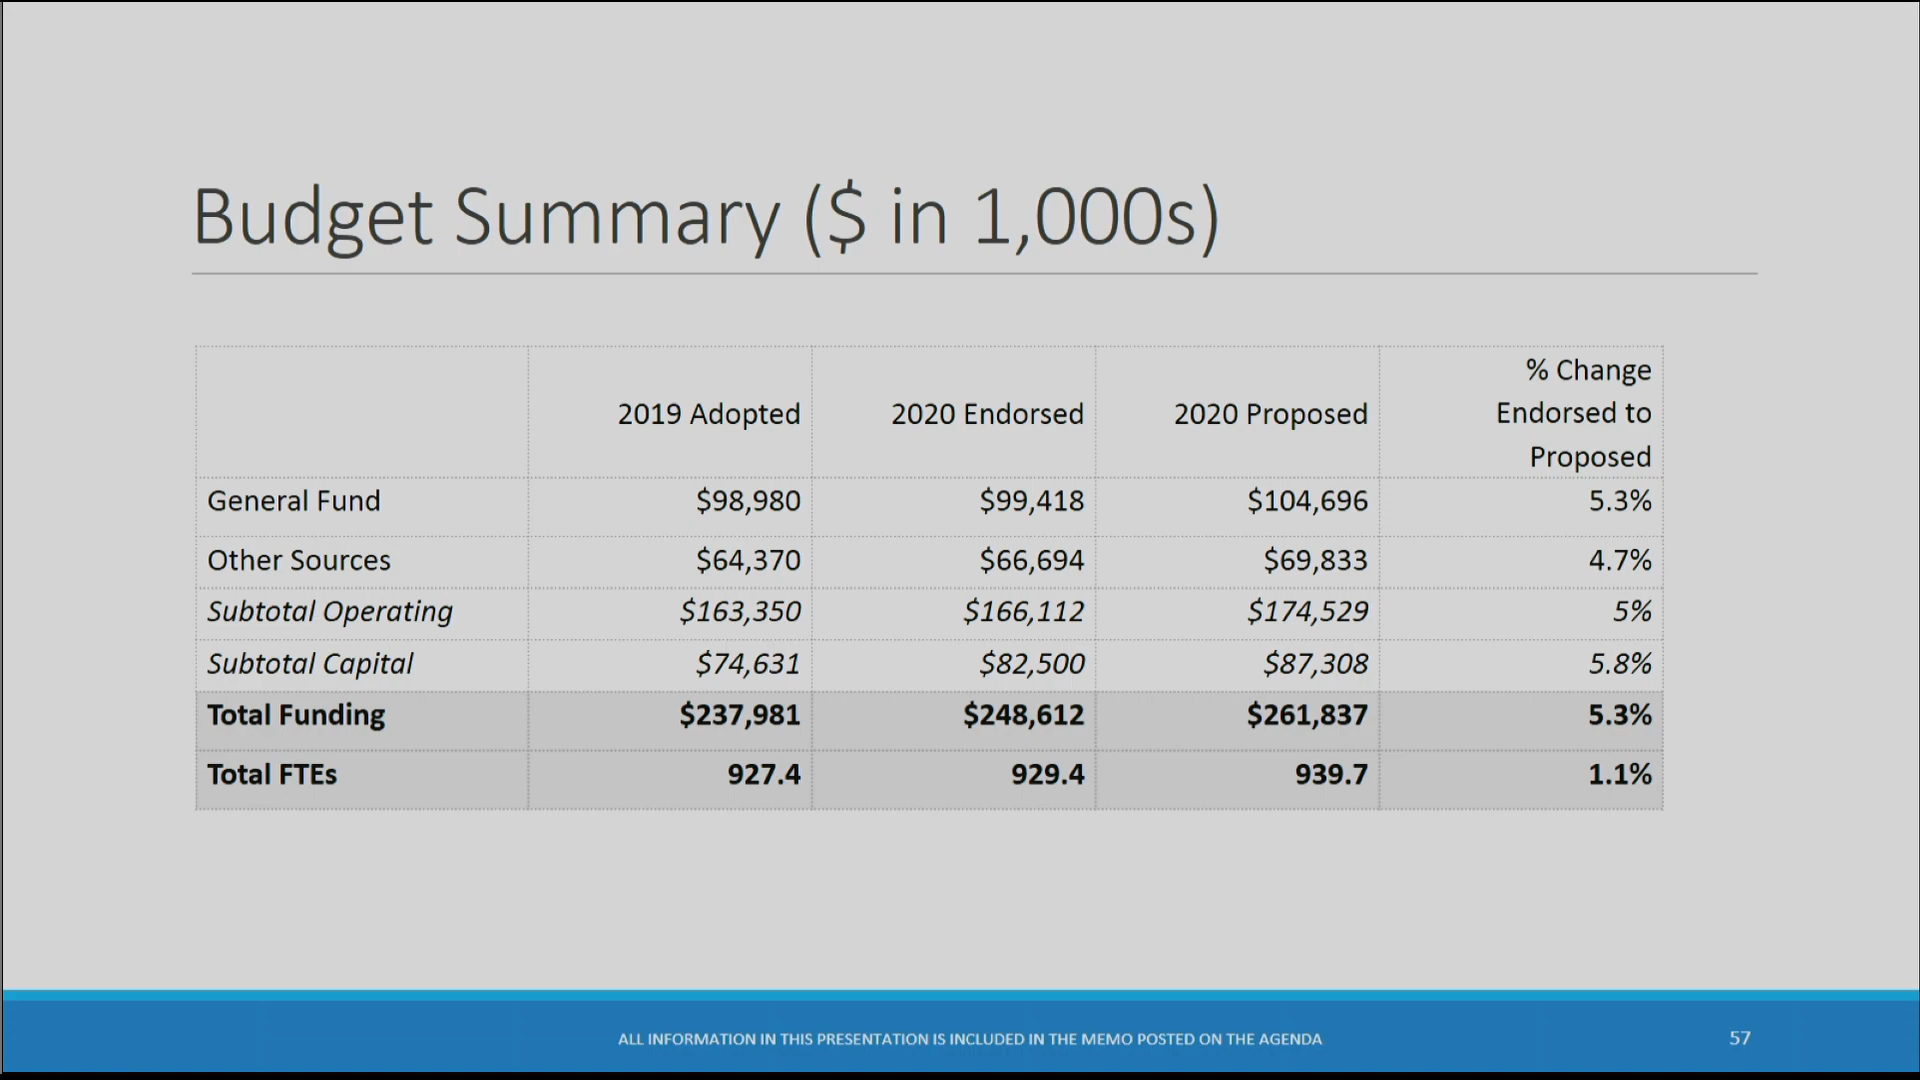 Budget Summary ($ in 1,000s)
2019 Adopted 2020 Endorsed 2020 Proposed % Change Endorsed to Proposed
General Fund $98,980 $99,418 $104,696 5.3%
Other Sources $64,370 $66,694 $69,833 4.7%
Subtotal Operating $163,350 $166,112 $174,529 5%
Subtotal Capital $74,631 $82,500 $87,308 5.8%
Total Funding $237,981 $248,612 $261,837 5.3%
Total FTEs 927.4 929.4 939.7 1.1%
ALL INFORMATION IN THIS PRESENTATION IS INCLUDED IN THE MEMO POSTED ON THE AGENDA 57